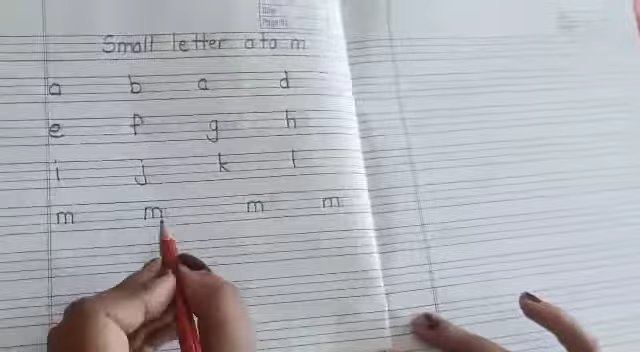 Small letter a to m
a b a d
e f g h
i j k l
m m m m